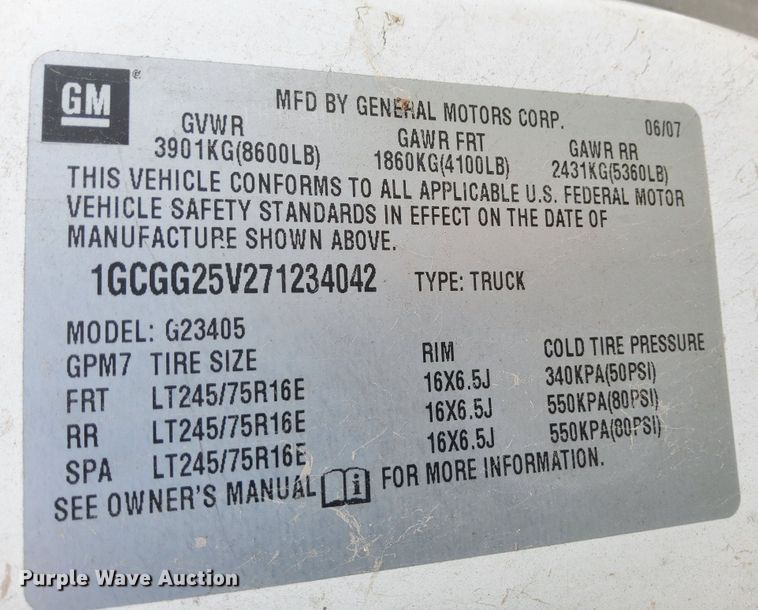 GM®
MFD BY GENERAL MOTORS CORP. 06/07
GVWR GAWR FRT GAWR RR
3901KG(8600LB) 1860KG(4100LB) 2431KG(5360LB)
THIS VEHICLE CONFORMS TO ALL APPLICABLE U.S. FEDERAL MOTOR
VEHICLE SAFETY STANDARDS IN EFFECT ON THE DATE OF
MANUFACTURE SHOWN ABOVE.
1GCGG25V271234042 TYPE: TRUCK
MODEL: G23405
GPM7 TIRE SIZE RIM COLD TIRE PRESSURE
FRT LT245/75R16E 16X6.5J 340KPA(50PSI)
RR LT245/75R16E 16X6.5J 550KPA(80PSI)
SPA LT245/75R16E 16X6.5J 550KPA(80PSI)
SEE OWNER'S MANUAL i FOR MORE INFORMATION.
Purple Wave Auction